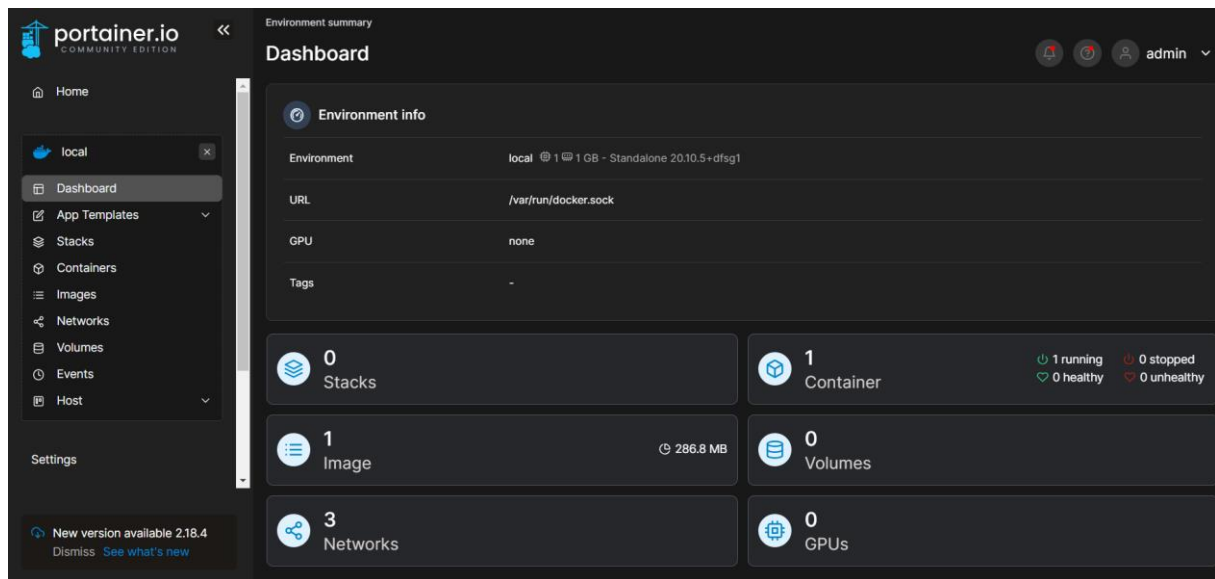 portainer.io
COMMUNITY EDITION
Home
local
Dashboard
App Templates
Stacks
Containers
Images
Networks
Volumes
Events
Host
Settings
New version available 2.18.4
Dismiss See what's new
Environment summary
Dashboard
admin
Environment info
Environment local 1 1 GB - Standalone 20.10.5+dfsg1
URL /var/run/docker.sock
GPU none
Tags -
0
Stacks
1
Container
1 running 0 stopped
0 healthy 0 unhealthy
1
Image
286.8 MB
0
Volumes
3
Networks
0
GPUs